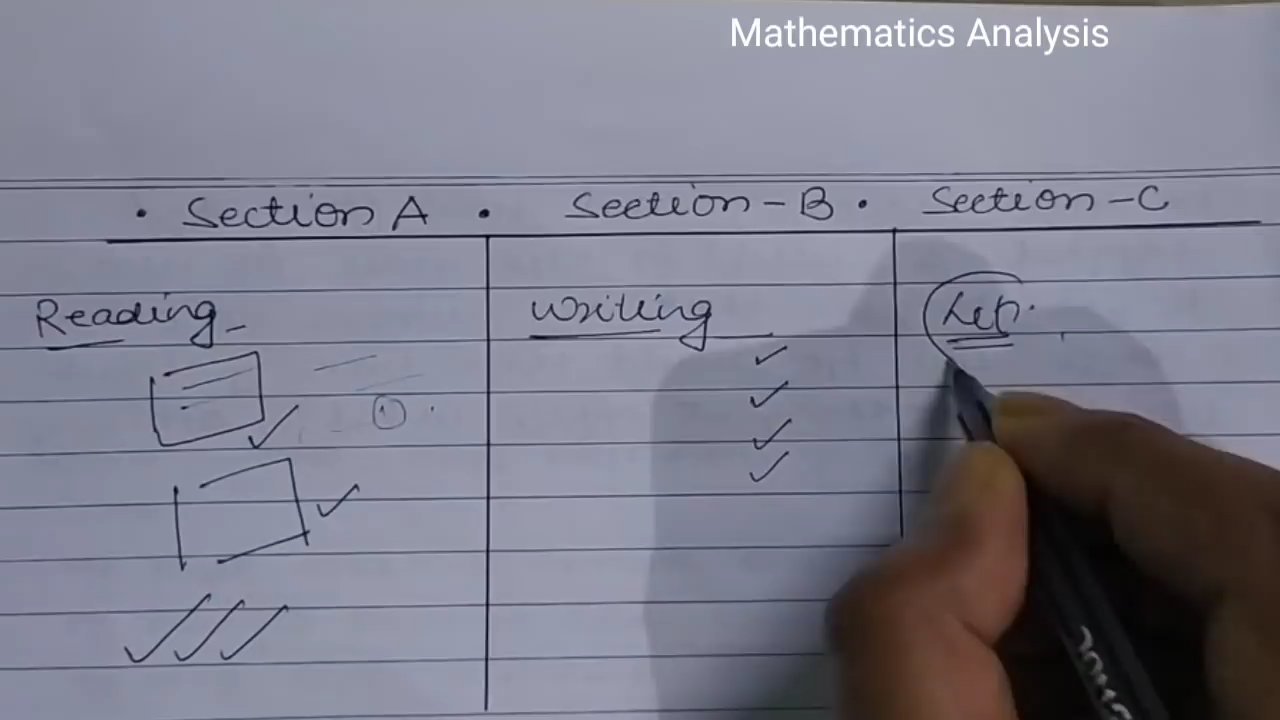 Mathematics Analysis
Section A
Section-B
Section-C
Reading
Writing